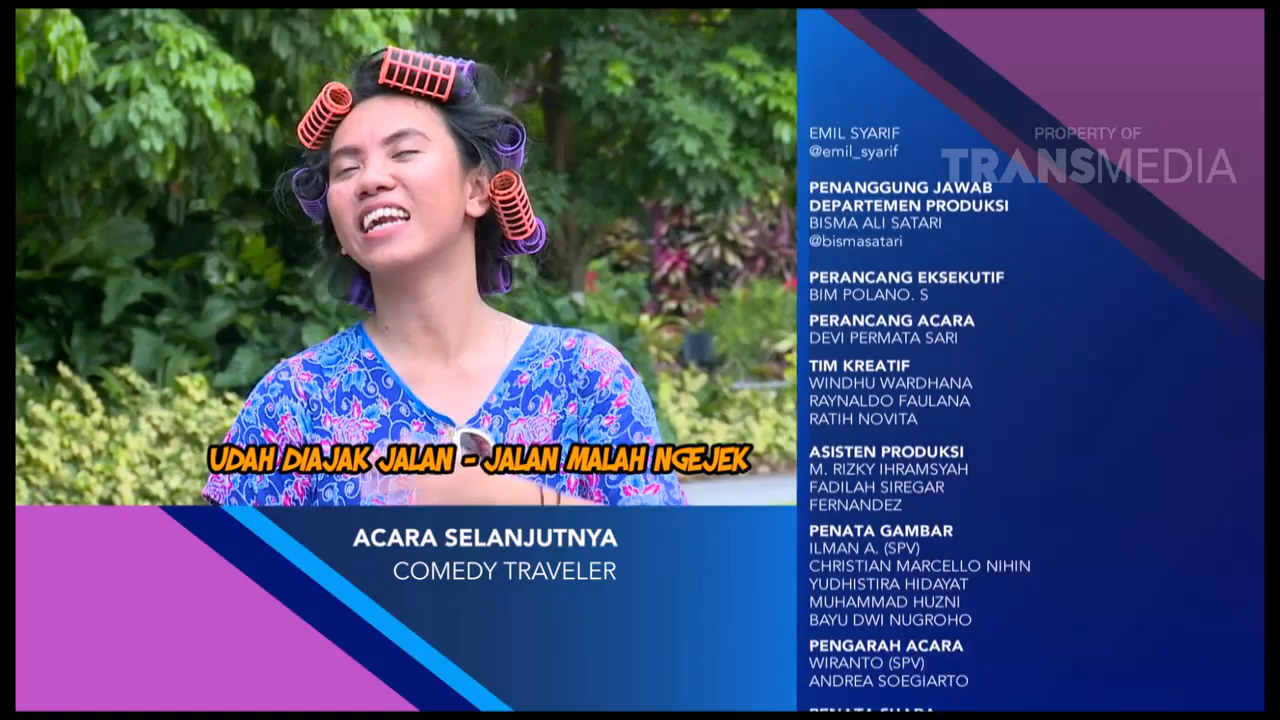 UDAH DIAJAK JALAN - JALAN MALAH NGEJEK
ACARA SELANJUTNYA
COMEDY TRAVELER
PROPERTY OF
TRANSMEDIA
EMIL SYARIF
@emil_syarif
PENANGGUNG JAWAB
DEPARTEMEN PRODUKSI
BISMA ALI SATARI
@bismasatari
PERANCANG EKSEKUTIF
BIM POLANO. S
PERANCANG ACARA
DEVI PERMATA SARI
TIM KREATIF
WINDHU WARDHANA
RAYNALDO FAULANA
RATIH NOVITA
ASISTEN PRODUKSI
M. RIZKY IHRAMSYAH
FADILAH SIREGAR
FERNANDEZ
PENATA GAMBAR
ILMAN A. (SPV)
CHRISTIAN MARCELLO NIHIN
YUDHISTIRA HIDAYAT
MUHAMMAD HUZNI
BAYU DWI NUGROHO
PENGARAH ACARA
WIRANTO (SPV)
ANDREA SOEGIARTO